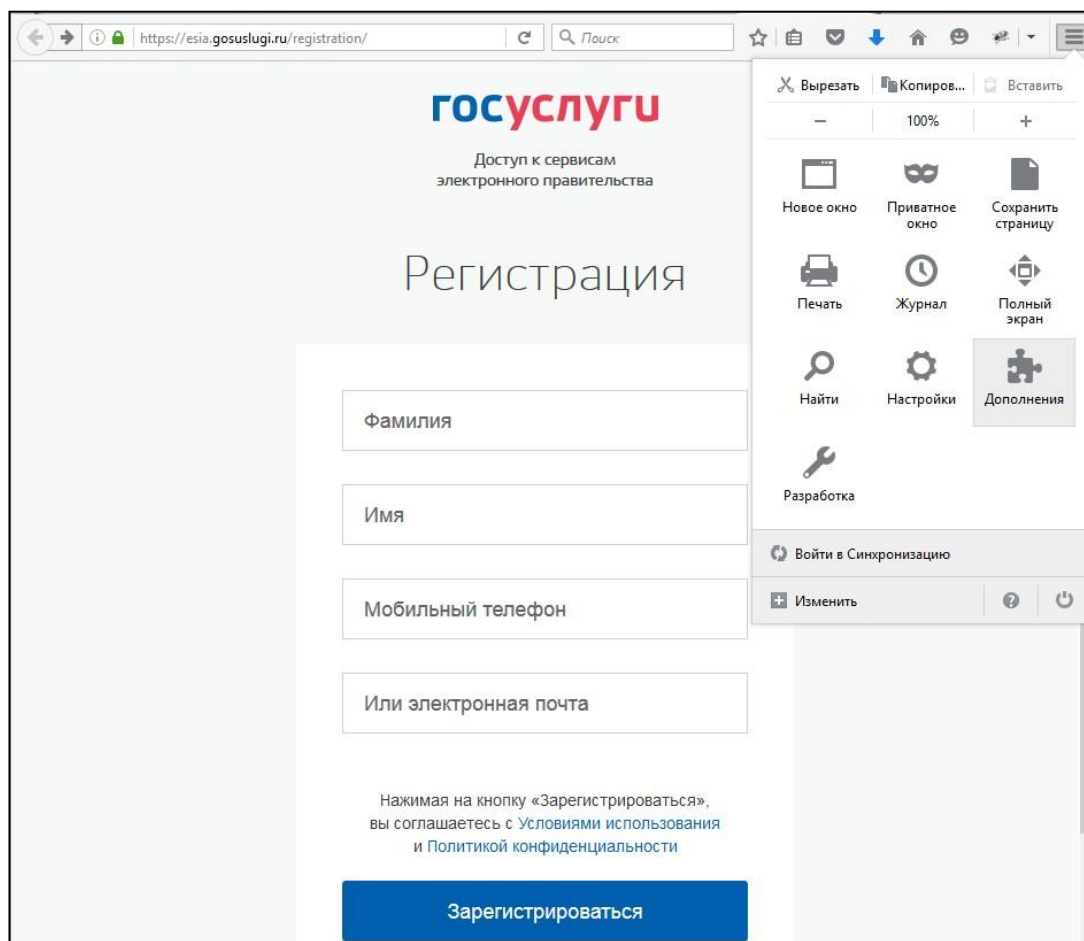 https://esia.gosuslugi.ru/registration/
Поиск
госуслуги
Доступ к сервисам
электронного правительства
Регистрация
Фамилия
Имя
Мобильный телефон
Или электронная почта
Нажимая на кнопку «Зарегистрироваться»,
вы соглашаетесь с Условиями использования
и Политикой конфиденциальности
Зарегистрироваться
Вырезать Копиров... Вставить
− 100% +
Новое окно
Приватное
окно
Сохранить
страницу
Печать
Журнал
Полный
экран
Найти
Настройки
Дополнения
Разработка
Войти в Синхронизацию
Изменить